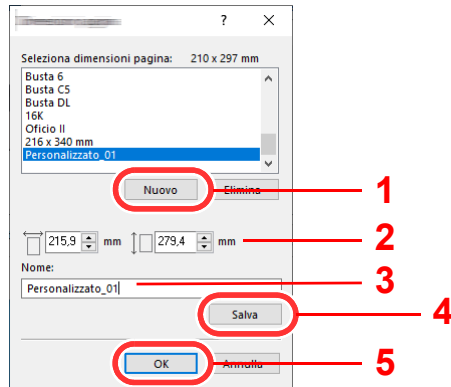 ? ×
Seleziona dimensioni pagina: 210 x 297 mm
Busta 6
Busta C5
Busta DL
16K
Oficio II
216 x 340 mm
Personalizzato_01
Nuovo Elimina 1
215,9 mm 279,4 mm 2
Nome:
Personalizzato_01 3
Salva 4
OK Annulla 5